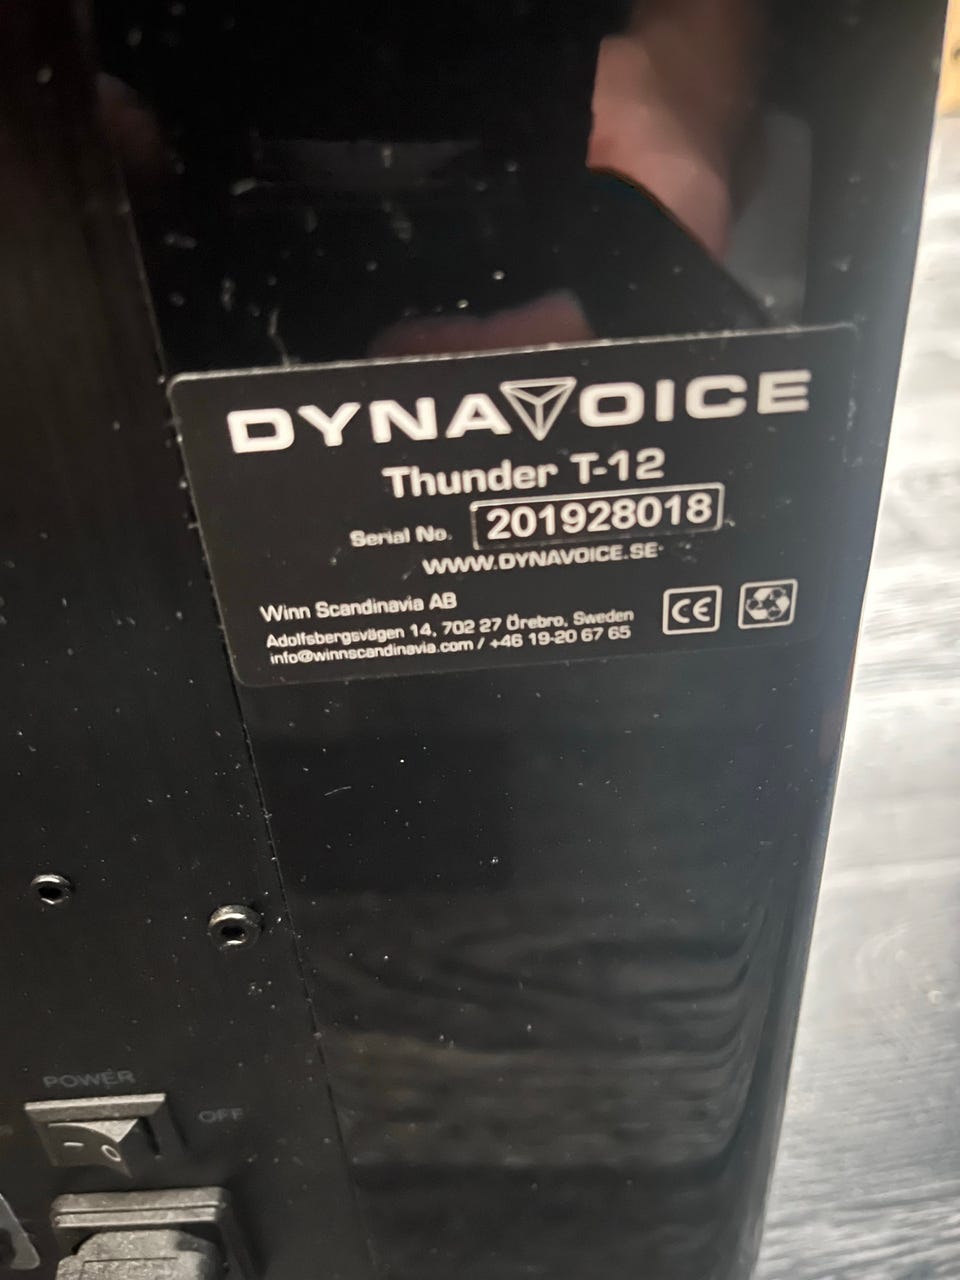 DYNAVOICE
Thunder T-12
Serial No. 201928018
WWW.DYNAVOICE.SE
Winn Scandinavia AB
Adolfsbergsvägen 14, 702 27 Örebro, Sweden
info@winnscandinavia.com / +46 19-20 67 65
CE
POWER
OFF